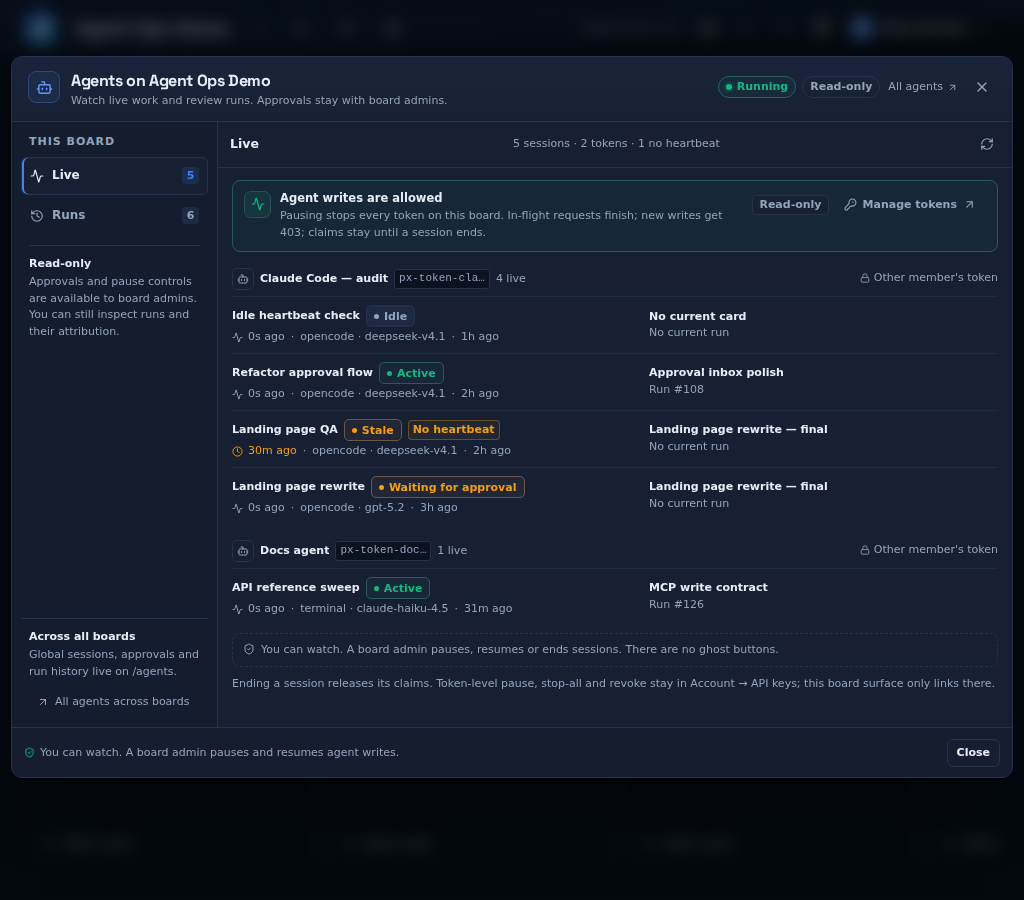 Agents on Agent Ops Demo
Watch live work and review runs. Approvals stay with board admins.
Running
Read-only
All agents
THIS BOARD
Live 5
Runs 6
Read-only
Approvals and pause controls
are available to board admins.
You can still inspect runs and
their attribution.
Across all boards
Global sessions, approvals and
run history live on /agents.
All agents across boards
Live
5 sessions · 2 tokens · 1 no heartbeat
Agent writes are allowed
Pausing stops every token on this board. In-flight requests finish; new writes get
403; claims stay until a session ends.
Read-only
Manage tokens
Claude Code — audit px-token-cla… 4 live
Other member's token
Idle heartbeat check Idle
0s ago · opencode · deepseek-v4.1 · 1h ago
No current card
No current run
Refactor approval flow Active
0s ago · opencode · deepseek-v4.1 · 2h ago
Approval inbox polish
Run #108
Landing page QA Stale No heartbeat
30m ago · opencode · deepseek-v4.1 · 2h ago
Landing page rewrite — final
No current run
Landing page rewrite Waiting for approval
0s ago · opencode · gpt-5.2 · 3h ago
Landing page rewrite — final
No current run
Docs agent px-token-doc… 1 live
Other member's token
API reference sweep Active
0s ago · terminal · claude-haiku-4.5 · 31m ago
MCP write contract
Run #126
You can watch. A board admin pauses, resumes or ends sessions. There are no ghost buttons.
Ending a session releases its claims. Token-level pause, stop-all and revoke stay in Account → API keys; this board surface only links there.
You can watch. A board admin pauses and resumes agent writes.
Close